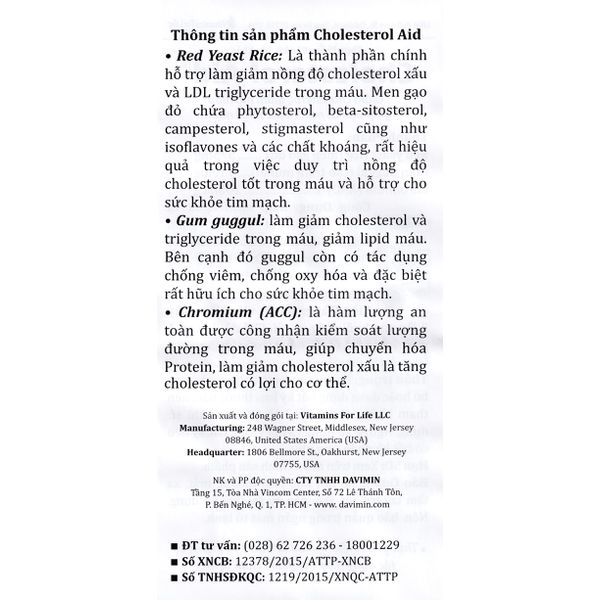 Thông tin sản phẩm Cholesterol Aid
• Red Yeast Rice: Là thành phần chính
hỗ trợ làm giảm nồng độ cholesterol xấu
và LDL triglyceride trong máu. Men gạo
đỏ chứa phytosterol, beta-sitosterol,
campesterol, stigmasterol cũng như
isoflavones và các chất khoáng, rất hiệu
quả trong việc duy trì nồng độ
cholesterol tốt trong máu và hỗ trợ cho
sức khỏe tim mạch.
• Gum guggul: làm giảm cholesterol và
triglyceride trong máu, giảm lipid máu.
Bên cạnh đó guggul còn có tác dụng
chống viêm, chống oxy hóa và đặc biệt
rất hữu ích cho sức khỏe tim mạch.
• Chromium (ACC): là hàm lượng an
toàn được công nhận kiểm soát lượng
đường trong máu, giúp chuyển hóa
Protein, làm giảm cholesterol xấu là tăng
cholesterol có lợi cho cơ thể.
Sản xuất và đóng gói tại: Vitamins For Life LLC
Manufacturing: 248 Wagner Street, Middlesex, New Jersey
08846, United States America (USA)
Headquarter: 1806 Bellmore St., Oakhurst, New Jersey
07755, USA
NK và PP độc quyền: CTY TNHH DAVIMIN
Tầng 15, Tòa Nhà Vincom Center, Số 72 Lê Thánh Tôn,
P. Bến Nghé, Q. 1, TP. HCM - www. davimin.com
■ ĐT tư vấn: (028) 62 726 236 - 18001229
■ Số XNCB: 12378/2015/ATTP-XNCB
■ Số TNHSĐKQC: 1219/2015/XNQC-ATTP